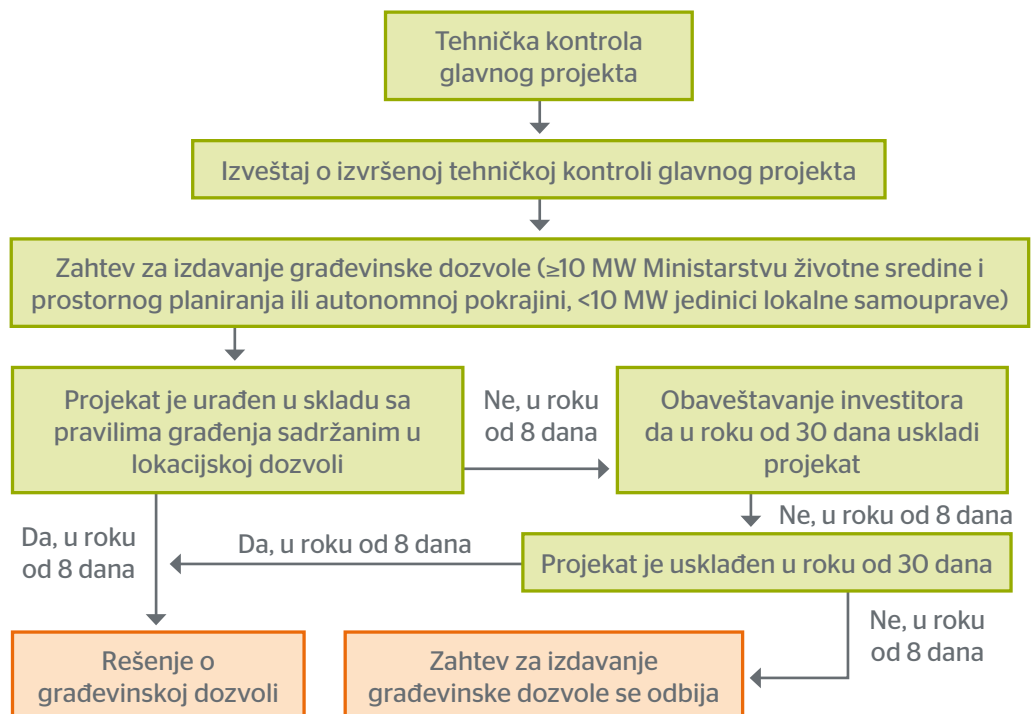 Tehnička kontrola
glavnog projekta
Izveštaj o izvršenoj tehničkoj kontroli glavnog projekta
Zahtev za izdavanje građevinske dozvole (≥10 MW Ministarstvu životne sredine i
prostornog planiranja ili autonomnoj pokrajini, <10 MW jedinici lokalne samouprave)
Projekat je urađen u skladu sa
pravilima građenja sadržanim u
lokacijskoj dozvoli
Ne, u roku
od 8 dana
Obaveštavanje investitora
da u roku od 30 dana uskladi
projekat
Ne, u roku od 8 dana
Da, u roku
od 8 dana
Da, u roku od 8 dana
Projekat je usklađen u roku od 30 dana
Ne, u roku
od 8 dana
Rešenje o
građevinskoj dozvoli
Zahtev za izdavanje
građevinske dozvole se odbija